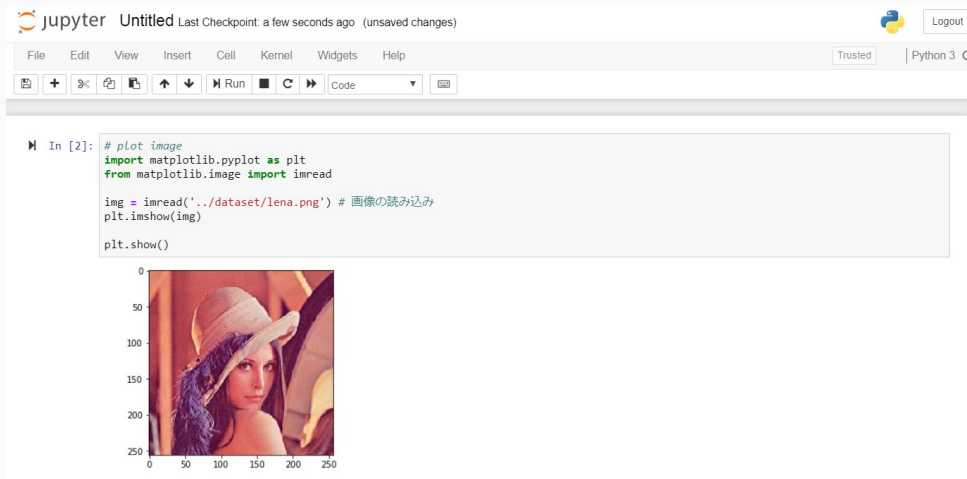 jupyter Untitled Last Checkpoint: a few seconds ago (unsaved changes)
Logout
File Edit View Insert Cell Kernel Widgets Help
Trusted Python 3
Run Code
In [2]: # plot image
import matplotlib.pyplot as plt
from matplotlib.image import imread
img = imread('../dataset/lena.png') # 画像の読み込み
plt.imshow(img)
plt.show()
0
50
100
150
200
250
0 50 100 150 200 250